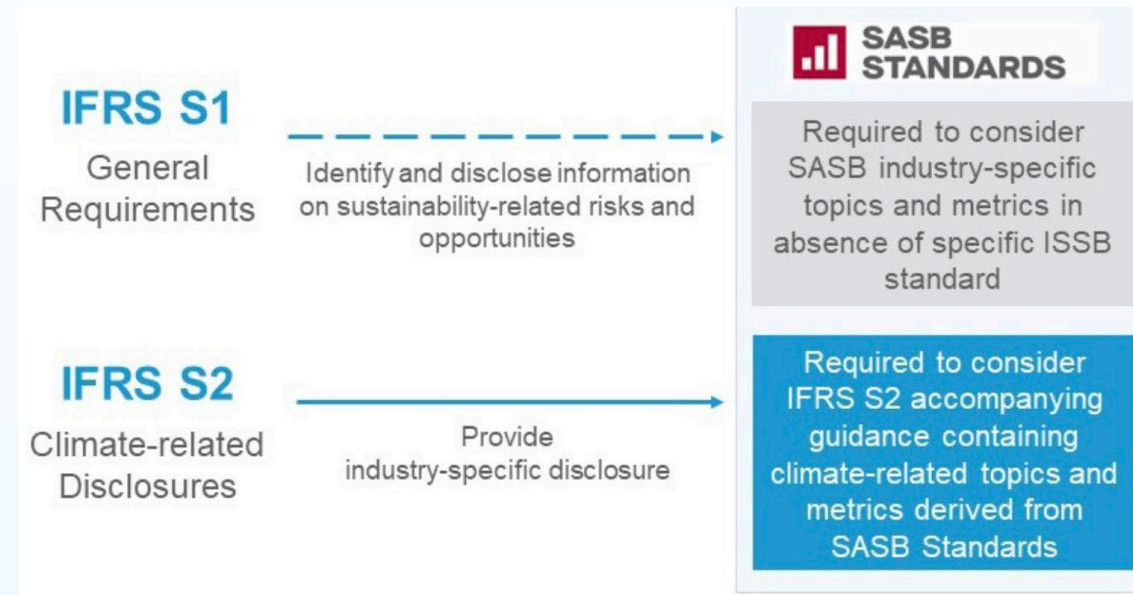 IFRS S1
General
Requirements
Identify and disclose information
on sustainability-related risks and
opportunities
SASB
STANDARDS
Required to consider
SASB industry-specific
topics and metrics in
absence of specific ISSB
standard
IFRS S2
Climate-related
Disclosures
Provide
industry-specific disclosure
Required to consider
IFRS S2 accompanying
guidance containing
climate-related topics and
metrics derived from
SASB Standards